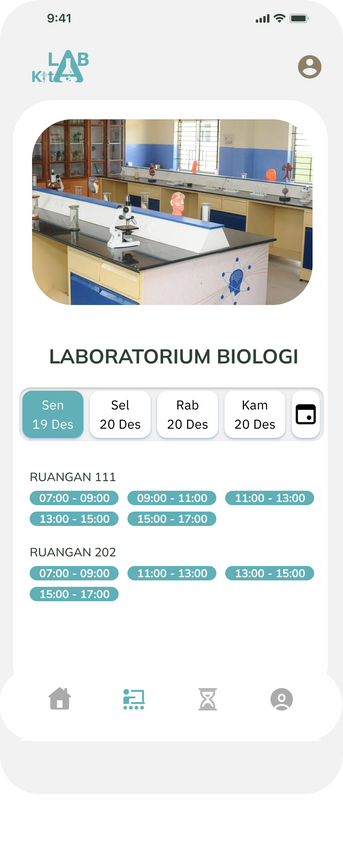 9:41
LAB
Kita
LABORATORIUM BIOLOGI
Sen Sel Rab Kam
19 Des 20 Des 20 Des 20 Des
RUANGAN 111
07:00 - 09:00 09:00 - 11:00 11:00 - 13:00
13:00 - 15:00 15:00 - 17:00
RUANGAN 202
07:00 - 09:00 11:00 - 13:00 13:00 - 15:00
15:00 - 17:00